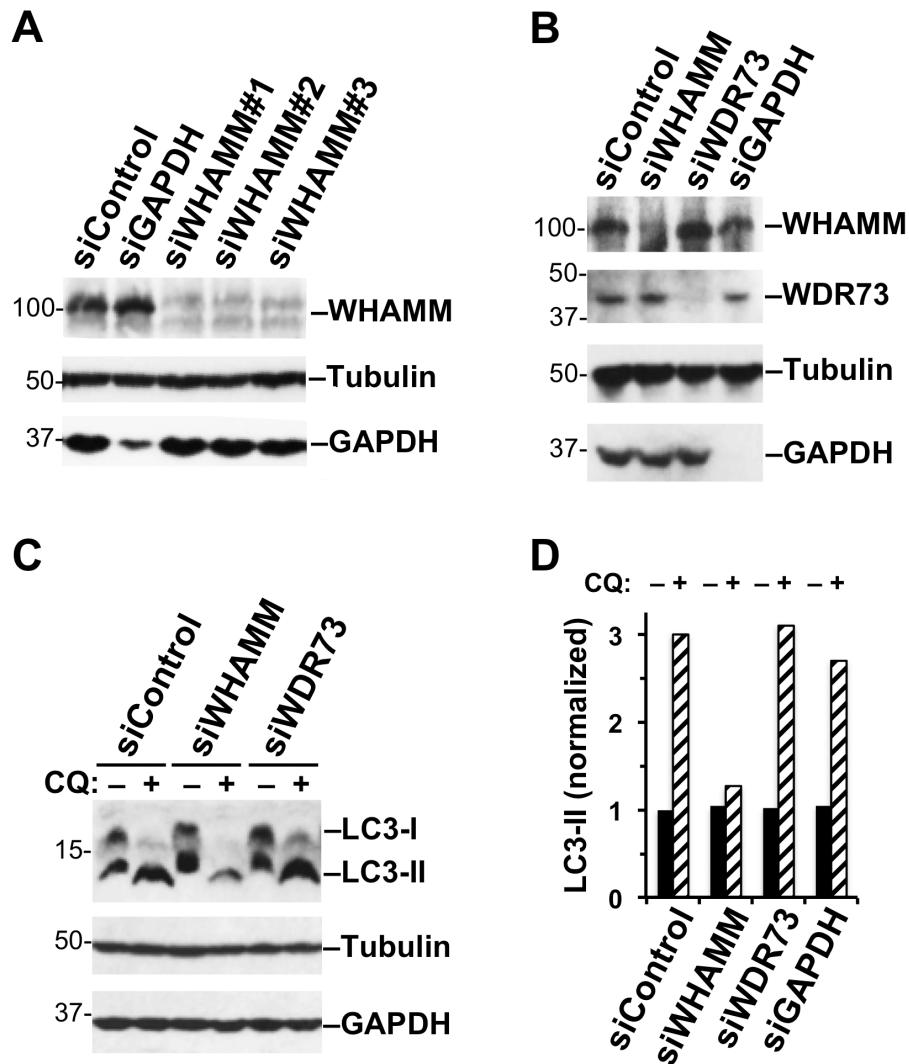 A
siControl siGAPDH siWHAMM#1 siWHAMM#2 siWHAMM#3
100- –WHAMM
50- –Tubulin
37- –GAPDH
B
siControl siWHAMM siWDR73 siGAPDH
100- –WHAMM
50-
–WDR73
37-
50- –Tubulin
37- –GAPDH
C
siControl siWHAMM siWDR73
CQ: – + – + – +
–LC3-I
15-
–LC3-II
50- –Tubulin
37- –GAPDH
D
CQ: – + – + – + – +
LC3-II (normalized)
3
2
1
0
siControl siWHAMM siWDR73 siGAPDH